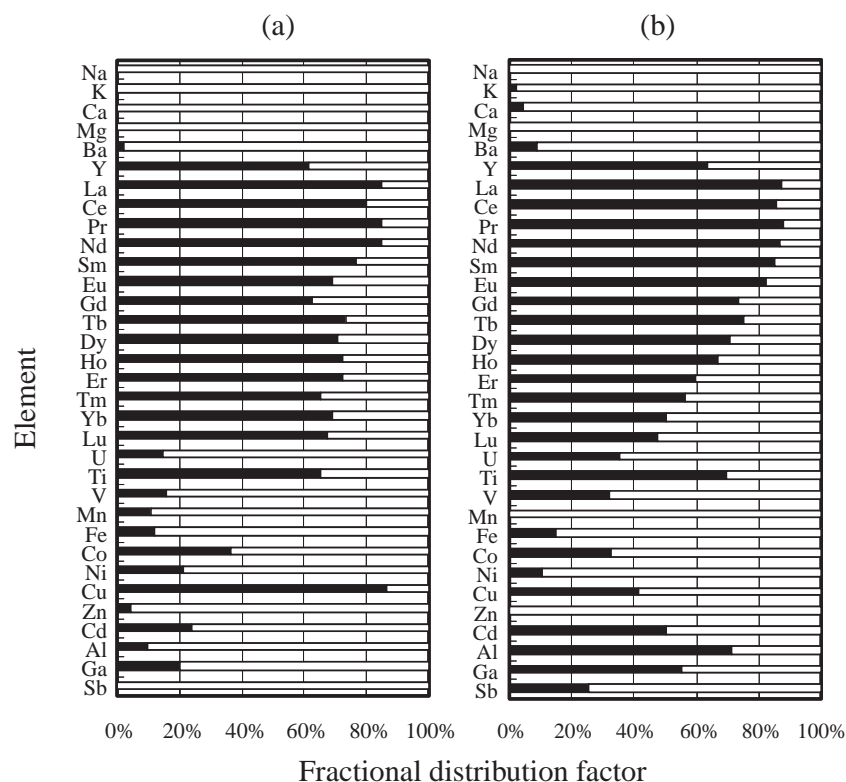 (a)
(b)
Element
Na
K
Ca
Mg
Ba
Y
La
Ce
Pr
Nd
Sm
Eu
Gd
Tb
Dy
Ho
Er
Tm
Yb
Lu
U
Ti
V
Mn
Fe
Co
Ni
Cu
Zn
Cd
Al
Ga
Sb
0% 20% 40% 60% 80% 100%
Na
K
Ca
Mg
Ba
Y
La
Ce
Pr
Nd
Sm
Eu
Gd
Tb
Dy
Ho
Er
Tm
Yb
Lu
U
Ti
V
Mn
Fe
Co
Ni
Cu
Zn
Cd
Al
Ga
Sb
0% 20% 40% 60% 80% 100%
Fractional distribution factor